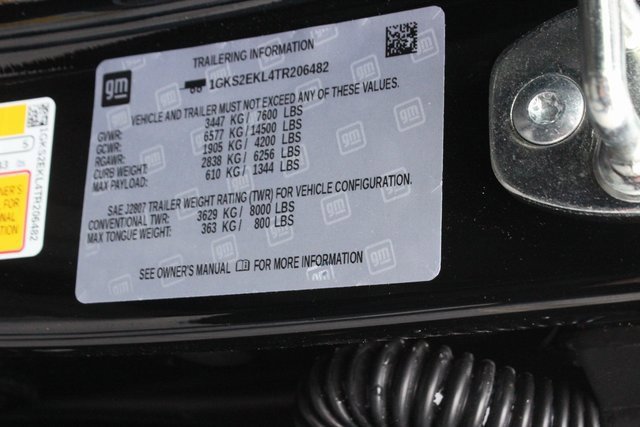 gm
TRAILERING INFORMATION
1GKS2EKL4TR206482
VEHICLE AND TRAILER MUST NOT EXCEED ANY OF THESE VALUES.
GVWR: 3447 KG / 7600 LBS
GCWR: 6577 KG / 14500 LBS
RGAWR: 1905 KG / 4200 LBS
CURB WEIGHT: 2838 KG / 6256 LBS
MAX PAYLOAD: 610 KG / 1344 LBS
SAE J2807 TRAILER WEIGHT RATING (TWR) FOR VEHICLE CONFIGURATION.
CONVENTIONAL TWR: 3629 KG / 8000 LBS
MAX TONGUE WEIGHT: 363 KG / 800 LBS
SEE OWNER'S MANUAL FOR MORE INFORMATION
1GKS2EKL4TR206482